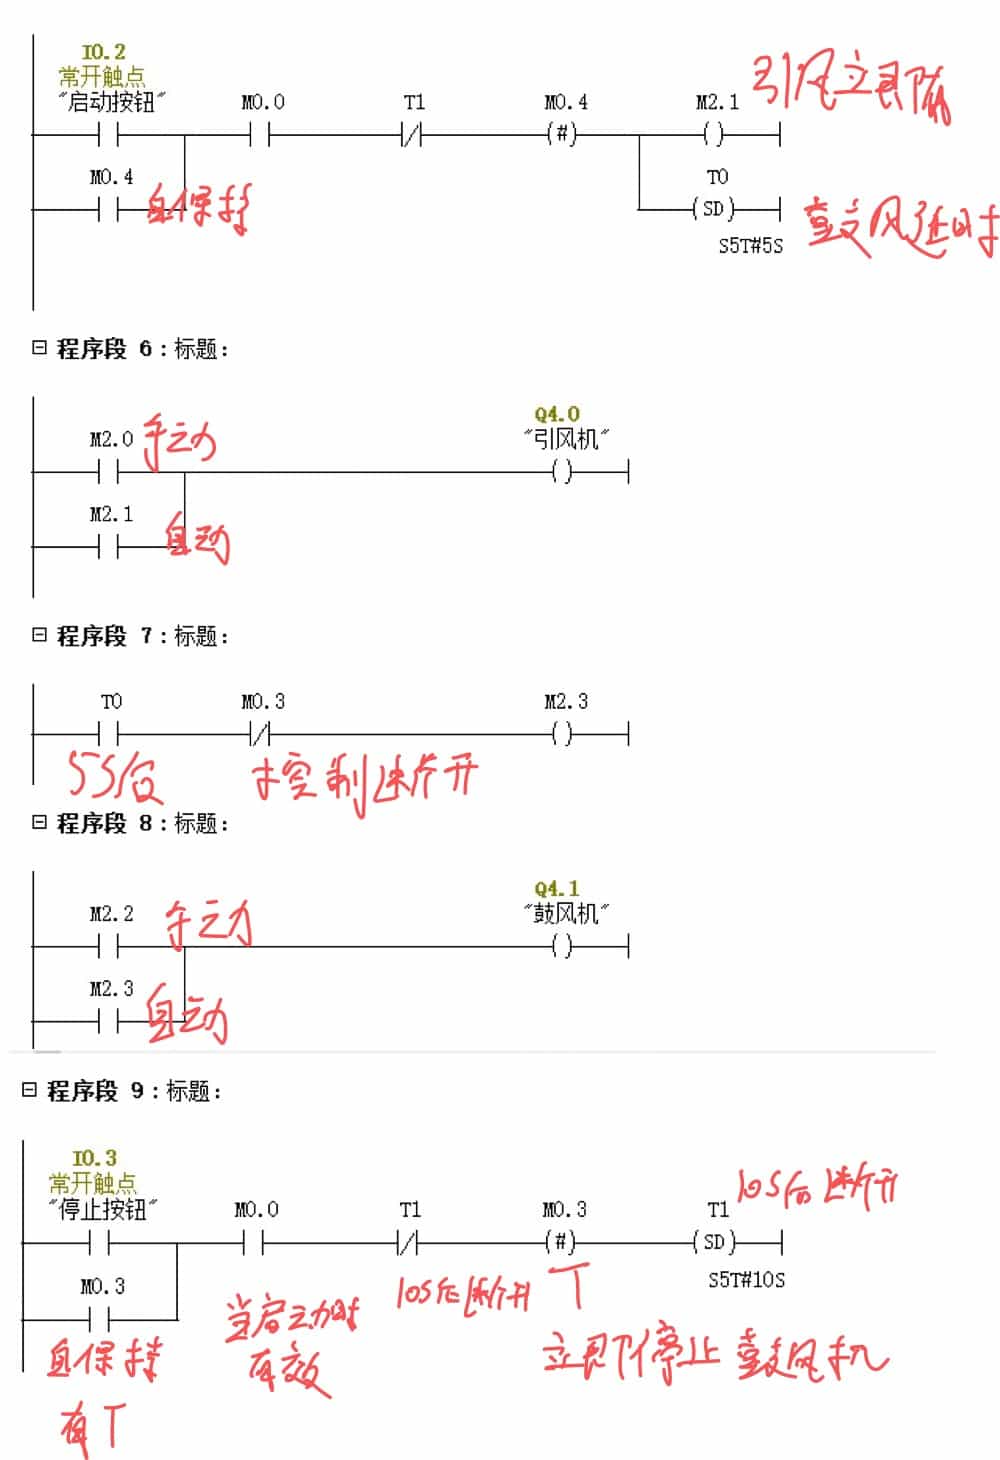 I0.2
常开触点
"启动按钮" M0.0 T1 M0.4 M2.1 引风立即下降
(#) ( )
M0.4 自保持 T0
(SD) 鼓风延时
S5T#5S
程序段 6:标题:
Q4.0
M2.0 手动 "引风机"
( )
M2.1 自动
程序段 7:标题:
T0 M0.3 M2.3
( )
5S后 控制断开
程序段 8:标题:
Q4.1
M2.2 手动 "鼓风机"
( )
M2.3 自动
程序段 9:标题:
I0.3
常开触点 10S后断开
"停止按钮" M0.0 T1 M0.3 T1
(#) (SD)
M0.3 S5T#10S
当启动时 10S后断开
自保持 有效 立即停止鼓风机
有